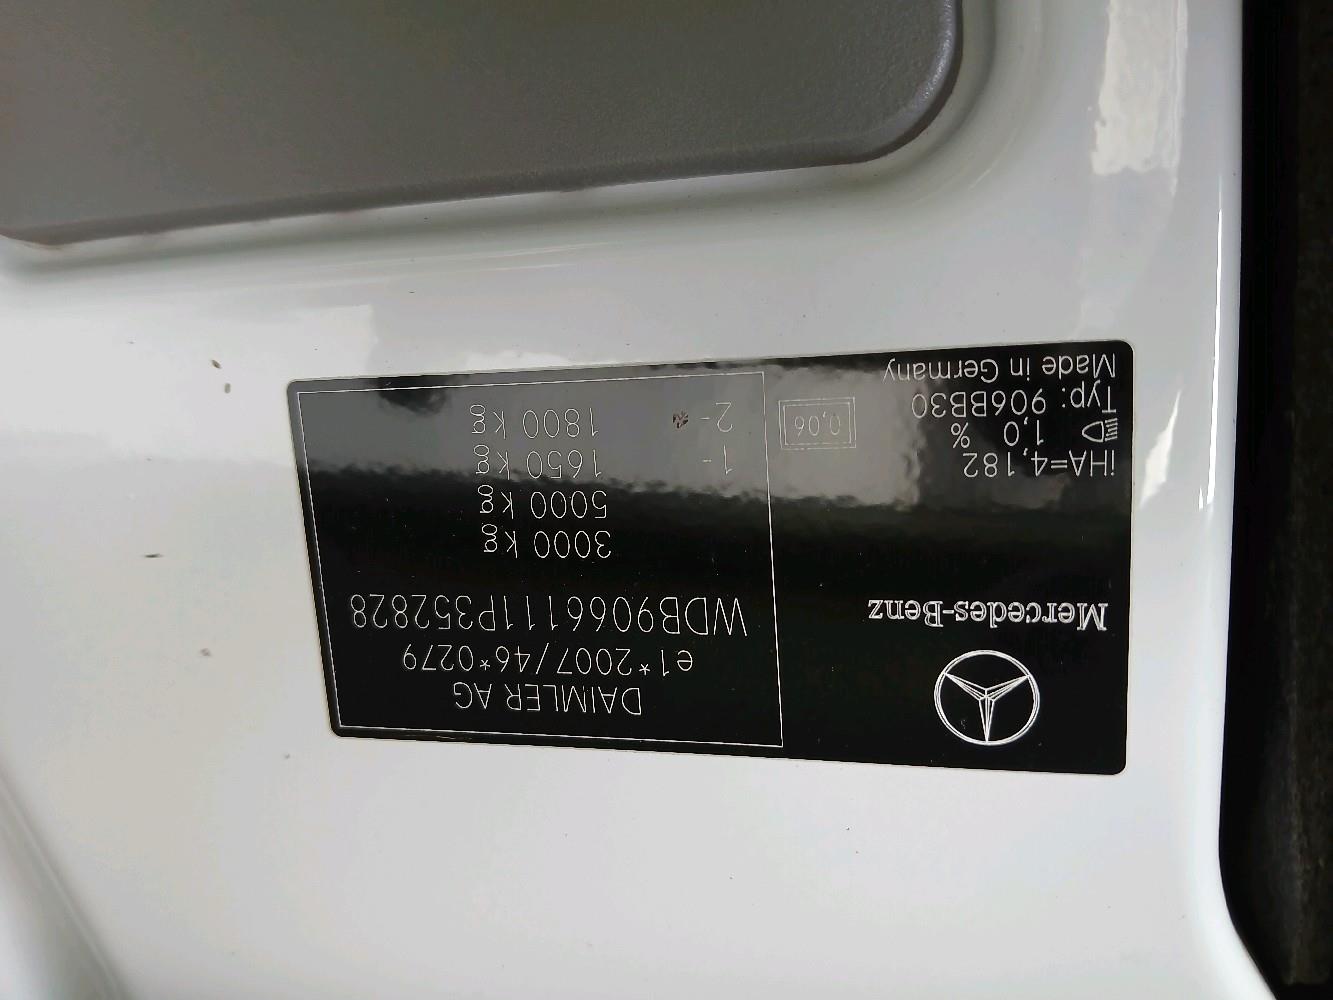 Mercedes-Benz
DAIMLER AG
e1*2007/46*0279
WDB9066111P352828
3000 kg
5000 kg
1- 1650 kg
2- 1800 kg
iHA=4,182
1,0 %
0,06
Typ: 906BB30
Made in Germany